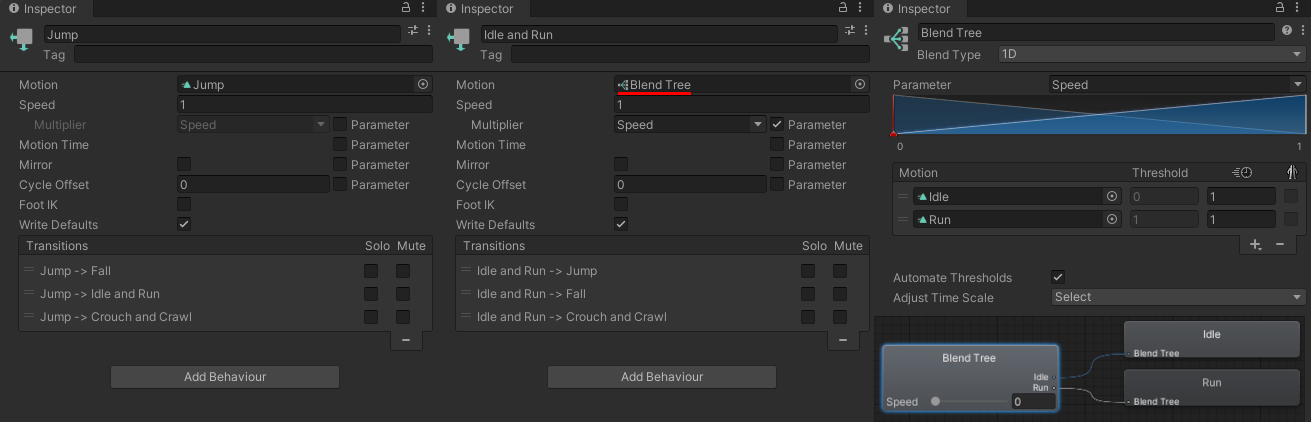 Inspector
Jump
Tag
Motion Jump
Speed 1
Multiplier Speed Parameter
Motion Time Parameter
Mirror Parameter
Cycle Offset 0 Parameter
Foot IK
Write Defaults
Transitions Solo Mute
Jump -> Fall
Jump -> Idle and Run
Jump -> Crouch and Crawl
Add Behaviour
Inspector
Idle and Run
Tag
Motion Blend Tree
Speed 1
Multiplier Speed Parameter
Motion Time Parameter
Mirror Parameter
Cycle Offset 0 Parameter
Foot IK
Write Defaults
Transitions Solo Mute
Idle and Run -> Jump
Idle and Run -> Fall
Idle and Run -> Crouch and Crawl
Add Behaviour
Inspector
Blend Tree
Blend Type 1D
Parameter Speed
0 1
Motion Threshold
Idle 0 1
Run 1 1
Automate Thresholds
Adjust Time Scale Select
Blend Tree
Idle
Run
Speed 0
Idle
Blend Tree
Run
Blend Tree